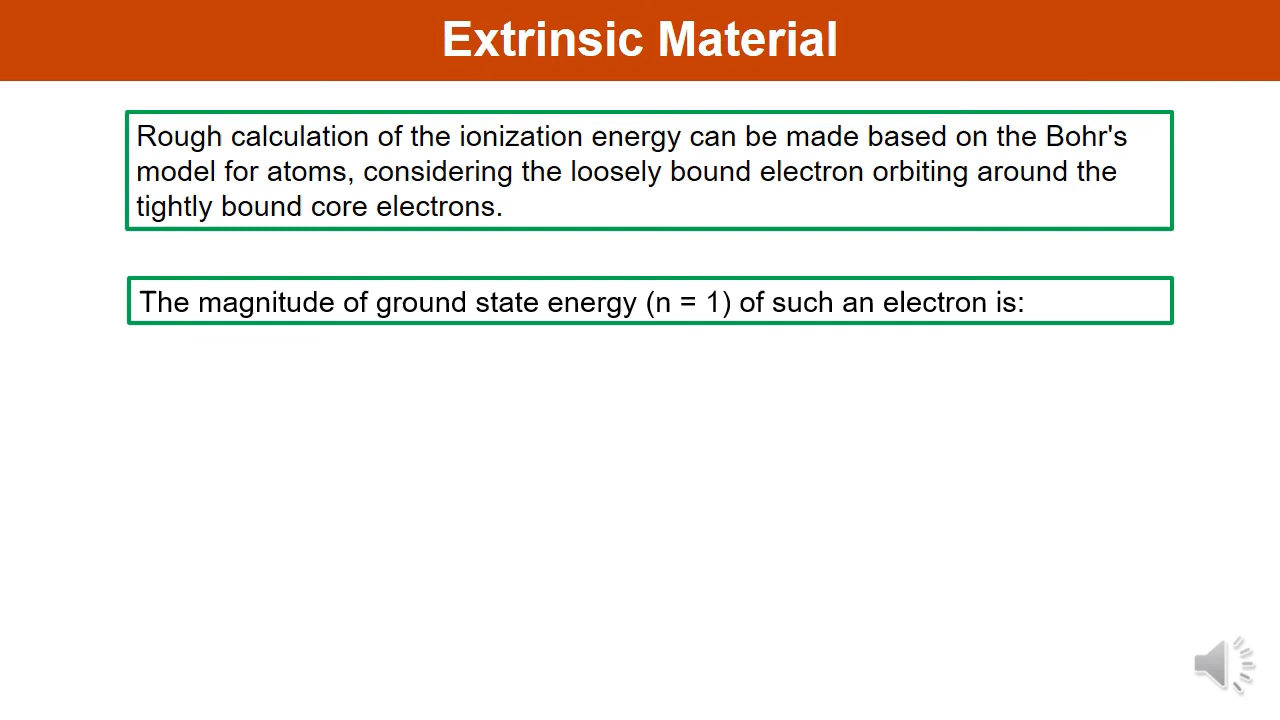 Extrinsic Material
Rough calculation of the ionization energy can be made based on the Bohr's
model for atoms, considering the loosely bound electron orbiting around the
tightly bound core electrons.
The magnitude of ground state energy (n = 1) of such an electron is: